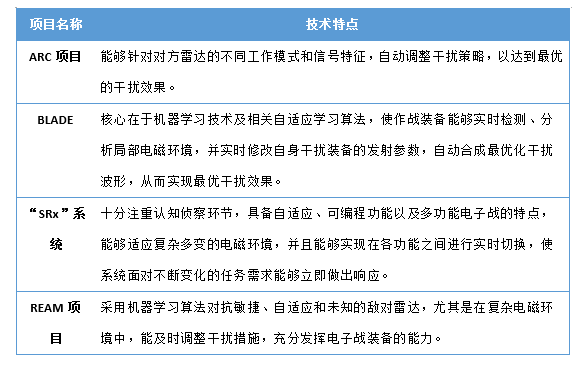 项目名称 技术特点
ARC 项目 能够针对对方雷达的不同工作模式和信号特征，自动调整干扰策略，以达到最优
的干扰效果。
BLADE 核心在于机器学习技术及相关自适应学习算法，使作战装备能够实时检测、分
析局部电磁环境，并实时修改自身干扰装备的发射参数，自动合成最优化干扰
波形，从而实现最优干扰效果。
“SRx”系 十分注重认知侦察环节，具备自适应、可编程功能以及多功能电子战的特点，
统 能够适应复杂多变的电磁环境，并且能够实现在各功能之间进行实时切换，使
系统面对不断变化的任务需求能够立即做出响应。
REAM 项 采用机器学习算法对抗敏捷、自适应和未知的敌对雷达，尤其是在复杂电磁环
目 境中，能及时调整干扰措施，充分发挥电子战装备的能力。